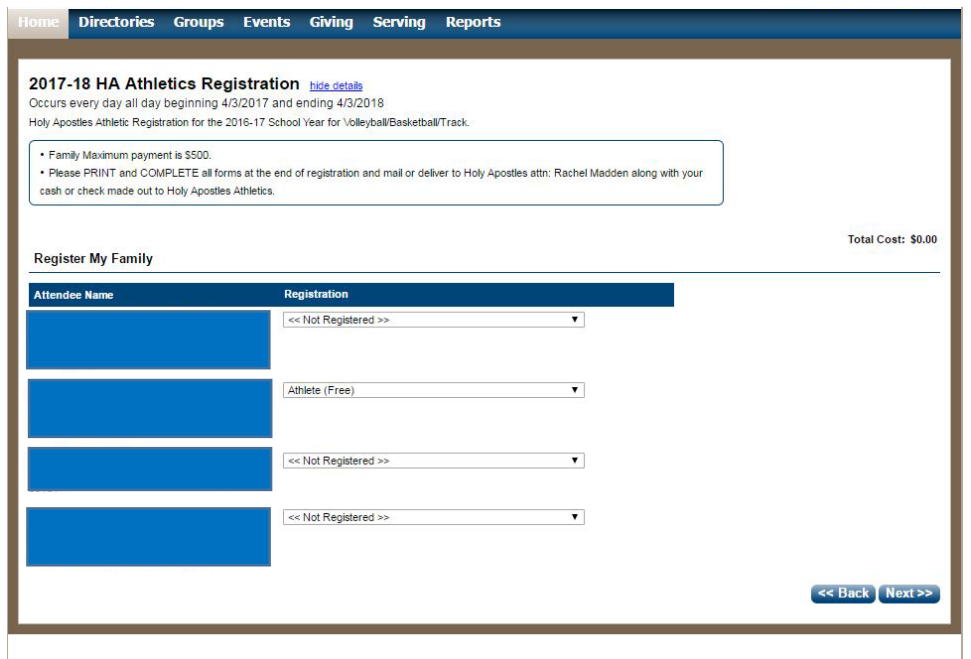 Home Directories Groups Events Giving Serving Reports
2017-18 HA Athletics Registration hide details
Occurs every day all day beginning 4/3/2017 and ending 4/3/2018
Holy Apostles Athletic Registration for the 2016-17 School Year for Volleyball/Basketball/Track.
• Family Maximum payment is $500.
• Please PRINT and COMPLETE all forms at the end of registration and mail or deliver to Holy Apostles attn: Rachel Madden along with your
cash or check made out to Holy Apostles Athletics.
Total Cost: $0.00
Register My Family
Attendee Name Registration
<< Not Registered >>
Athlete (Free)
<< Not Registered >>
<< Not Registered >>
<< Back Next >>